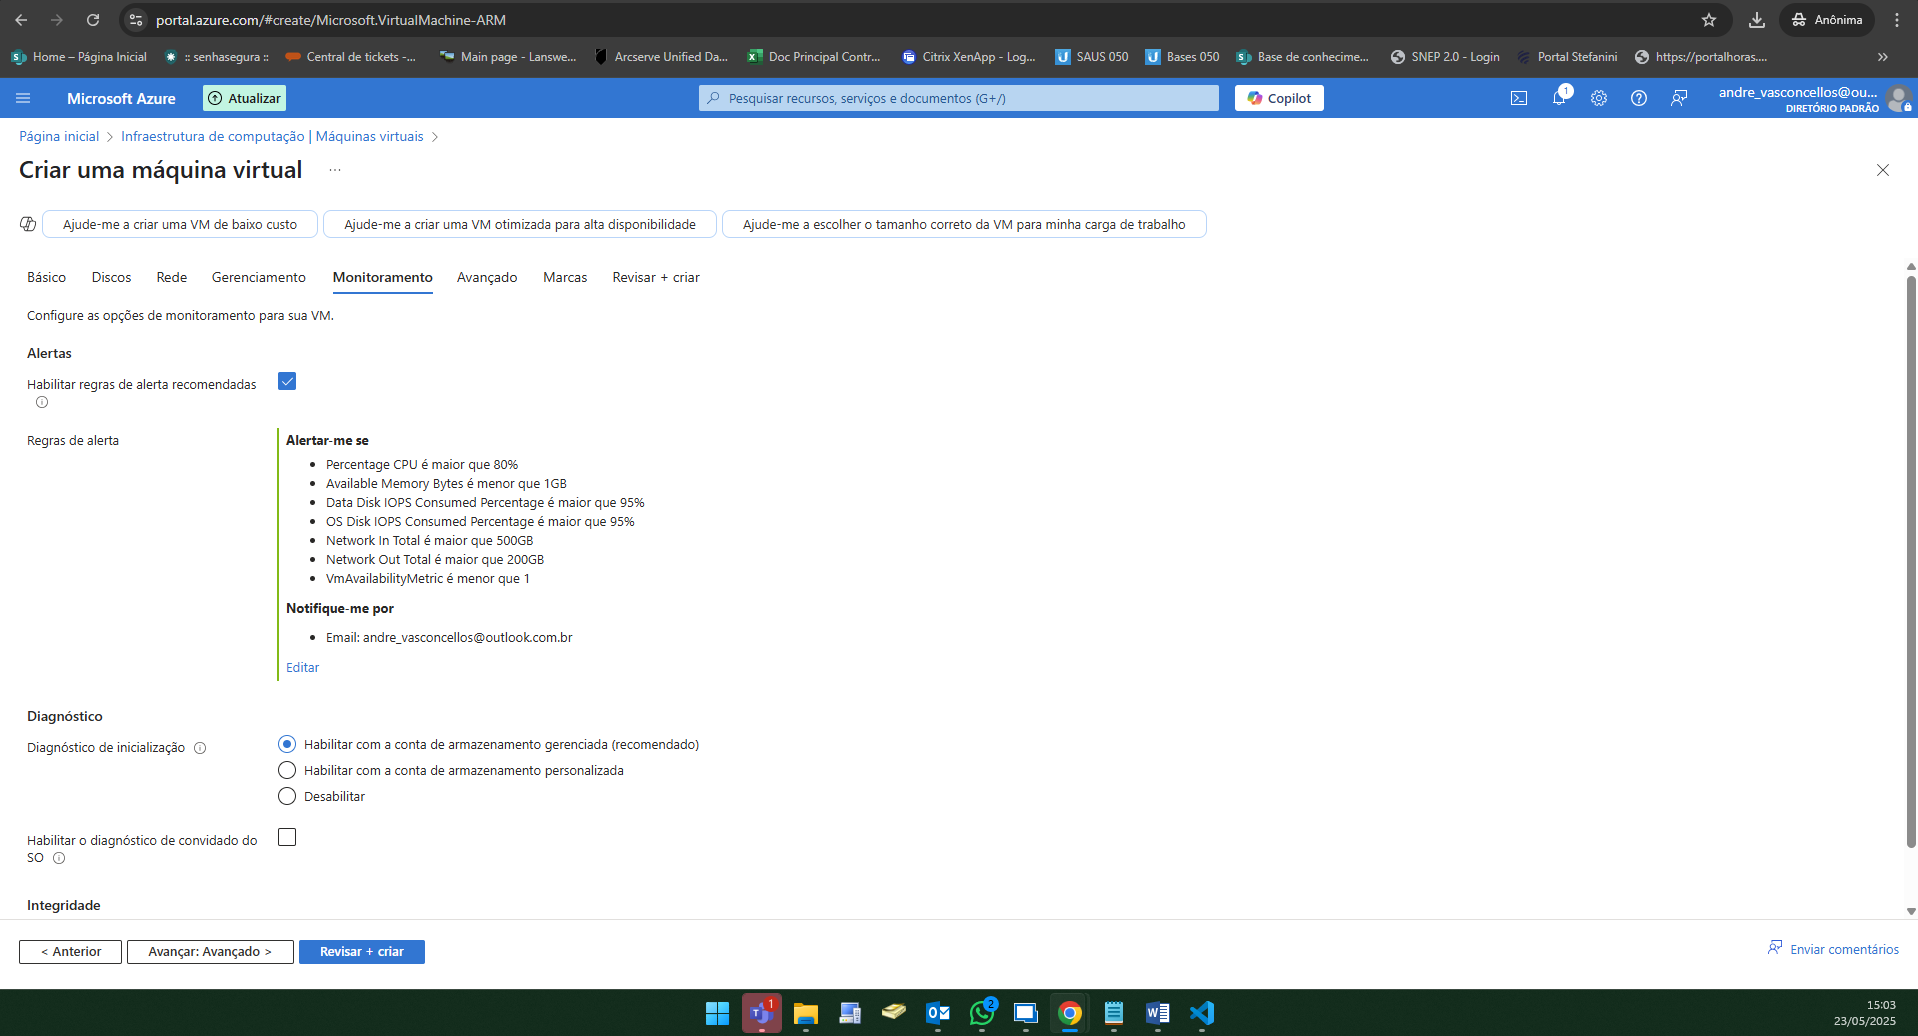 portal.azure.com/#create/Microsoft.VirtualMachine-ARM
Anônima
Home – Página Inicial
:: senhasegura ::
Central de tickets -...
Main page - Lanswe...
Arcserve Unified Da...
Doc Principal Contr...
Citrix XenApp - Log...
SAUS 050
Bases 050
Base de conhecime...
SNEP 2.0 - Login
Portal Stefanini
https://portalhoras....
Microsoft Azure
Atualizar
Pesquisar recursos, serviços e documentos (G+/)
Copilot
1
andre_vasconcellos@ou...
DIRETÓRIO PADRÃO
Página inicial > Infraestrutura de computação | Máquinas virtuais >
Criar uma máquina virtual ...
Ajude-me a criar uma VM de baixo custo
Ajude-me a criar uma VM otimizada para alta disponibilidade
Ajude-me a escolher o tamanho correto da VM para minha carga de trabalho
Básico
Discos
Rede
Gerenciamento
Monitoramento
Avançado
Marcas
Revisar + criar
Configure as opções de monitoramento para sua VM.
Alertas
Habilitar regras de alerta recomendadas
Regras de alerta
Alertar-me se
• Percentage CPU é maior que 80%
• Available Memory Bytes é menor que 1GB
• Data Disk IOPS Consumed Percentage é maior que 95%
• OS Disk IOPS Consumed Percentage é maior que 95%
• Network In Total é maior que 500GB
• Network Out Total é maior que 200GB
• VmAvailabilityMetric é menor que 1
Notifique-me por
• Email: andre_vasconcellos@outlook.com.br
Editar
Diagnóstico
Diagnóstico de inicialização
Habilitar com a conta de armazenamento gerenciada (recomendado)
Habilitar com a conta de armazenamento personalizada
Desabilitar
Habilitar o diagnóstico de convidado do
SO
Integridade
< Anterior
Avançar: Avançado >
Revisar + criar
Enviar comentários
1
2
15:03
23/05/2025